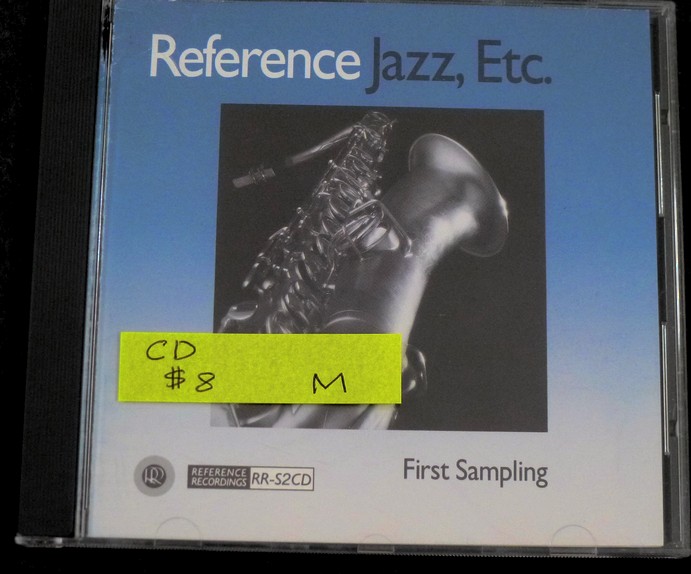 Reference Jazz, Etc.
CD
$8 M
First Sampling
RR
REFERENCE
RECORDINGS RR-S2CD